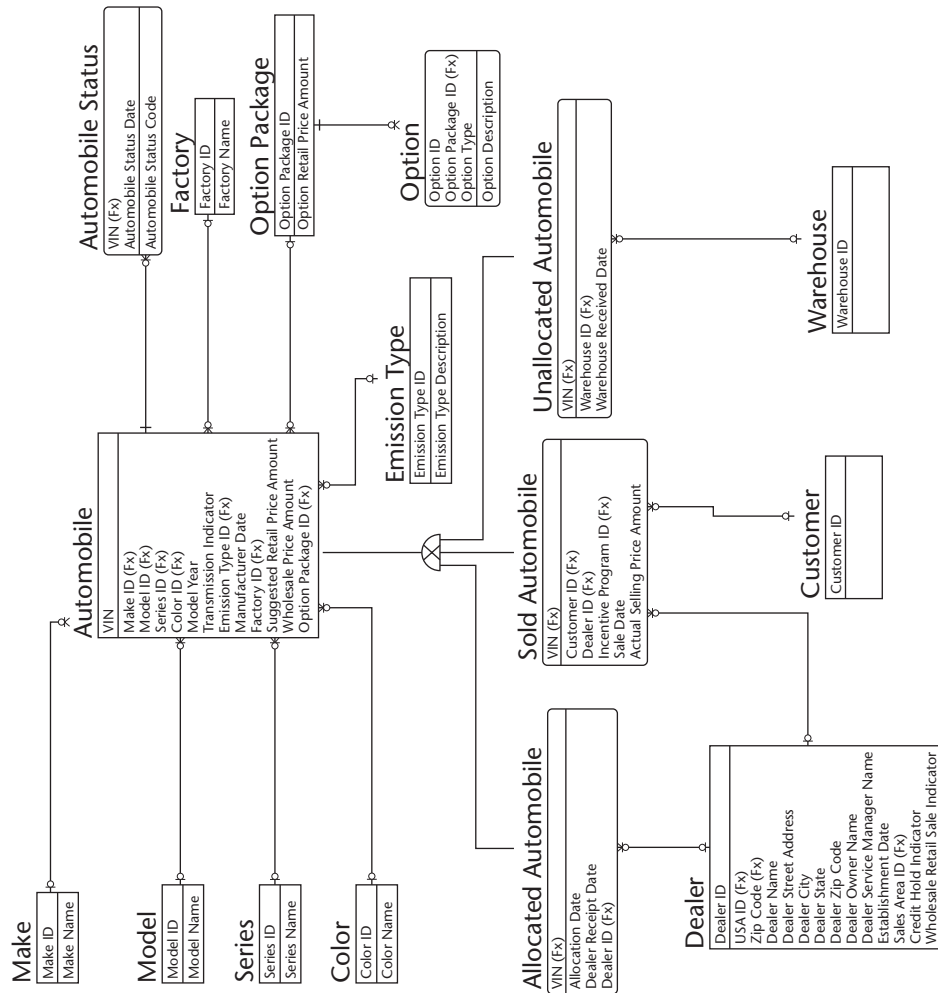 Make
Make ID
Make Name
Model
Model ID
Model Name
Series
Series ID
Series Name
Color
Color ID
Color Name
Automobile
VIN
Make ID (Fx)
Model ID (Fx)
Series ID (Fx)
Color ID (Fx)
Model Year
Transmission Indicator
Emission Type ID (Fx)
Manufacturer Date
Factory ID (Fx)
Suggested Retail Price Amount
Wholesale Price Amount
Option Package ID (Fx)
Automobile Status
VIN (Fx)
Automobile Status Date
Automobile Status Code
Factory
Factory ID
Factory Name
Option Package
Option Package ID
Option Retail Price Amount
Option
Option ID
Option Package ID (Fx)
Option Type
Option Description
Emission Type
Emission Type ID
Emission Type Description
Allocated Automobile
VIN (Fx)
Allocation Date
Dealer Receipt Date
Dealer ID (Fx)
Sold Automobile
VIN (Fx)
Customer ID (Fx)
Dealer ID (Fx)
Incentive Program ID (Fx)
Sale Date
Actual Selling Price Amount
Unallocated Automobile
VIN (Fx)
Warehouse ID (Fx)
Warehouse Received Date
Dealer
Dealer ID
USA ID (Fx)
Zip Code (Fx)
Dealer Name
Dealer Street Address
Dealer City
Dealer State
Dealer Zip Code
Dealer Owner Name
Dealer Service Manager Name
Establishment Date
Sales Area ID (Fx)
Credit Hold Indicator
Wholesale Retail Sale Indicator
Customer
Customer ID
Warehouse
Warehouse ID